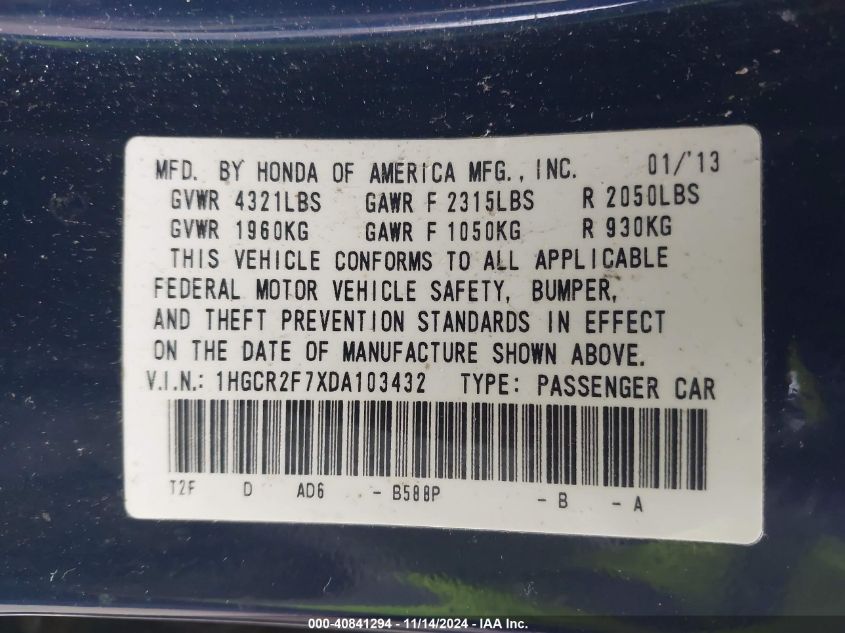 MFD. BY HONDA OF AMERICA MFG., INC. 01/'13
GVWR 4321LBS GAWR F 2315LBS R 2050LBS
GVWR 1960KG GAWR F 1050KG R 930KG
THIS VEHICLE CONFORMS TO ALL APPLICABLE
FEDERAL MOTOR VEHICLE SAFETY, BUMPER,
AND THEFT PREVENTION STANDARDS IN EFFECT
ON THE DATE OF MANUFACTURE SHOWN ABOVE.
V.I.N.: 1HGCR2F7XDA103432 TYPE: PASSENGER CAR
T2F D AD6 - B588P - B - A
000-40841294 - 11/14/2024 - IAA Inc.